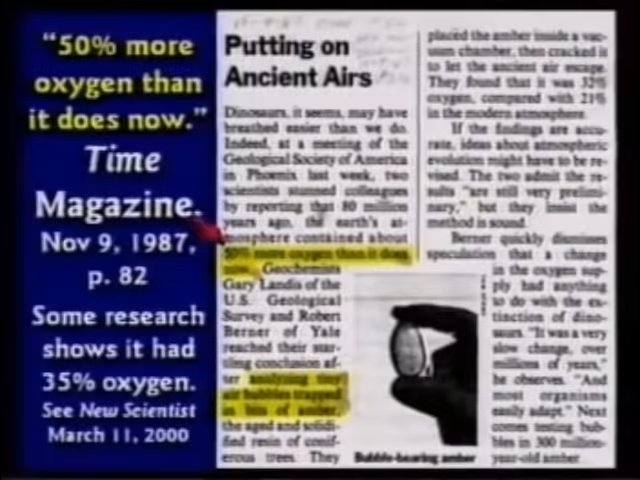 “50% more
oxygen than
it does now.”
Time
Magazine.
Nov 9, 1987,
p. 82
Some research
shows it had
35% oxygen.
See New Scientist
March 11, 2000
Putting on
Ancient Airs
Dinosaurs, it seems, may have
breathed easier than we do.
Indeed, at a meeting of the
Geological Society of America
in Phoenix last week, two
scientists stunned colleagues
by reporting that 80 million
years ago, the earth's at-
mosphere contained about
50% more oxygen than it does
now. Geochemists
Gary Landis of the
U.S. Geological
Survey and Robert
Berner of Yale
reached their star-
tling conclusion af-
ter analyzing tiny
air bubbles trapped
in bits of amber,
the aged and solidi-
fied resin of conif-
erous trees. They
placed the amber inside a vac-
uum chamber, then cracked it
to let the ancient air escape.
They found that it was 32%
oxygen, compared with 21%
in the modern atmosphere.
If the findings are accu-
rate, ideas about atmospheric
evolution might have to be re-
vised. The two admit the re-
sults "are still very prelimi-
nary," but they insist the
method is sound.
Berner quickly dismisses
speculation that a change
in the oxygen sup-
ply had anything
to do with the ex-
tinction of dino-
saurs. "It was a very
slow change, over
millions of years,"
he observes. "And
most organisms
easily adapt." Next
comes testing bub-
bles in 300 million-
year-old amber.
Bubble-bearing amber